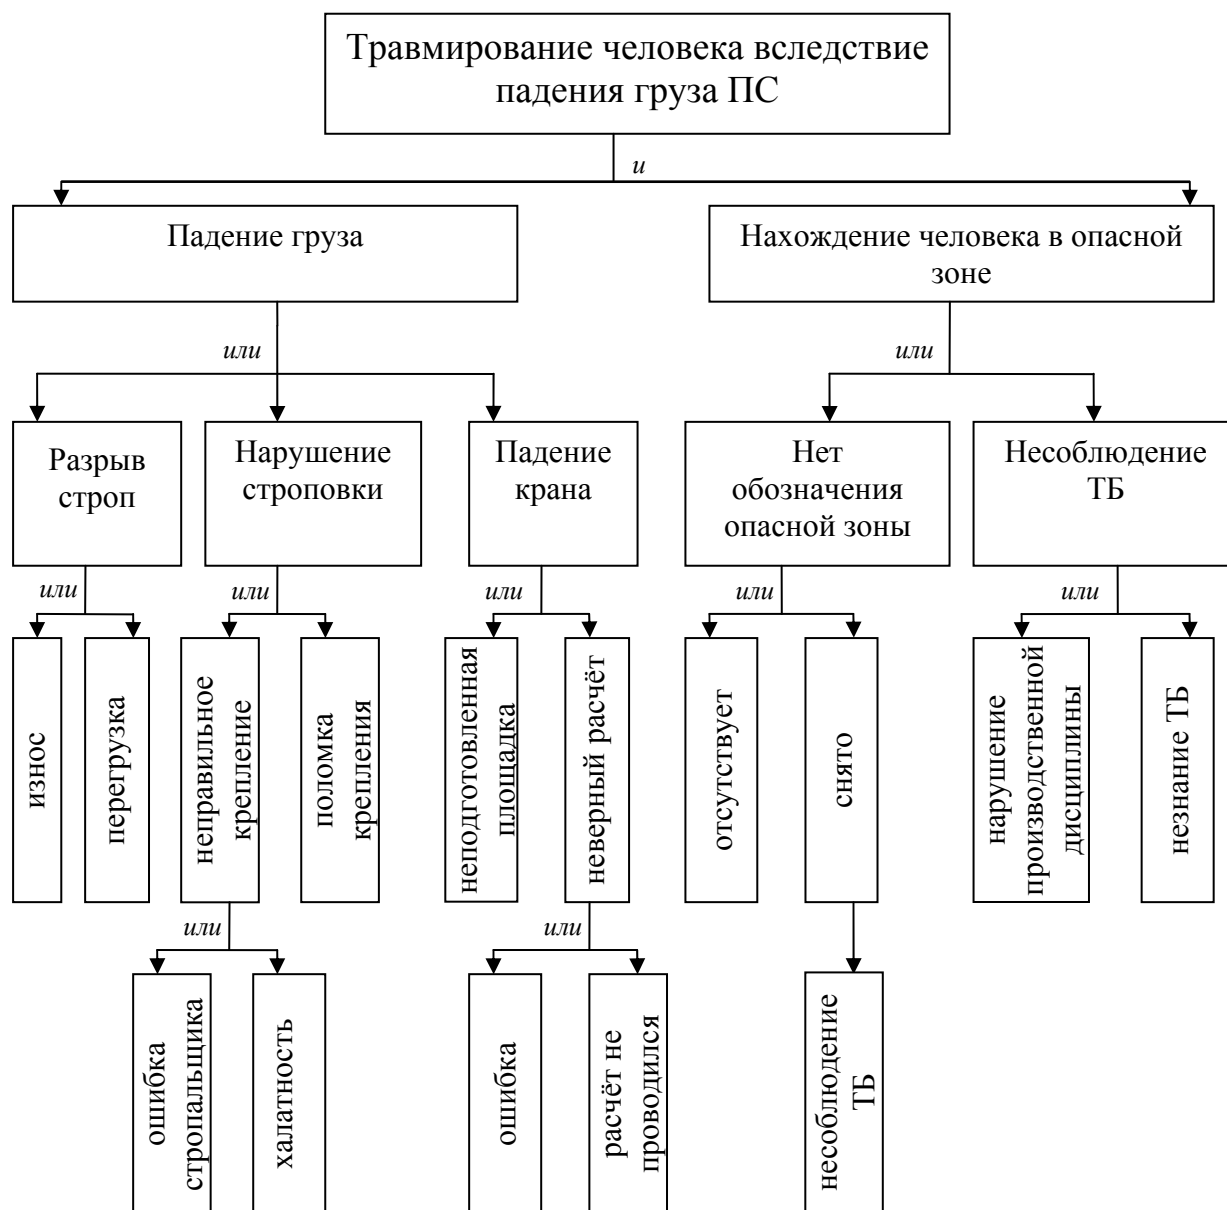 Травмирование человека вследствие
падения груза ПС
и
Падение груза
Нахождение человека в опасной
зоне
или
или
Разрыв
строп
Нарушение
строповки
Падение
крана
Нет
обозначения
опасной зоны
Несоблюдение
ТБ
или
или
или
или
или
износ
перегрузка
неправильное
крепление
поломка
крепления
неподготовленная
площадка
неверный расчёт
отсутствует
снято
нарушение
производственной
дисциплины
незнание ТБ
или
или
ошибка
стропальщика
халатность
ошибка
расчёт не
проводился
несоблюдение
ТБ